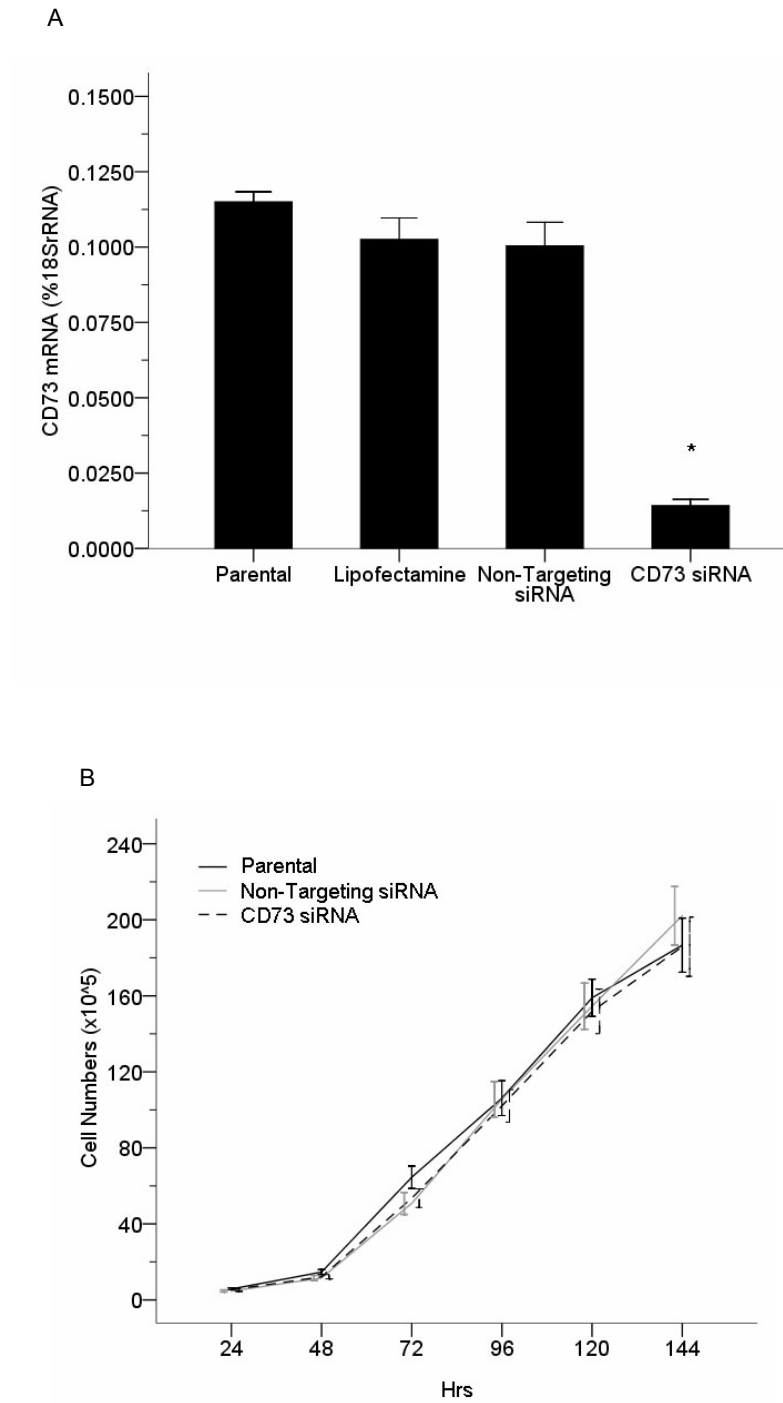 A
CD73 mRNA (%18SrRNA)
0.1500
0.1250
0.1000
0.0750
0.0500
0.0250
0.0000
*
Parental
Lipofectamine
Non-Targeting
siRNA
CD73 siRNA
B
Cell Numbers (x10^5)
240
200
160
120
80
40
0
Parental
Non-Targeting siRNA
CD73 siRNA
24 48 72 96 120 144
Hrs